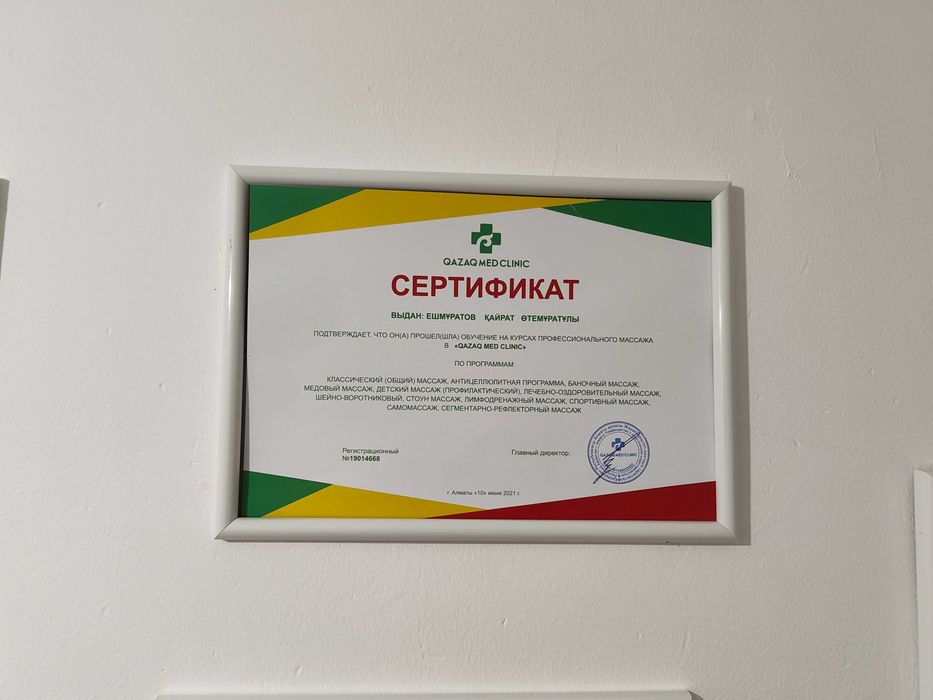 QAZAQ MED CLINIC
СЕРТИФИКАТ
ВЫДАН: ЕШМҰРАТОВ ҚАЙРАТ ӨТЕМҰРАТҰЛЫ
ПОДТВЕРЖДАЕТ. ЧТО ОН(А) ПРОШЕЛ(ШЛА) ОБУЧЕНИЕ НА КУРСАХ ПРОФЕССИОНАЛЬНОГО МАССАЖА
В «QAZAQ MED CLINIC»
ПО ПРОГРАММАМ:
КЛАССИЧЕСКИЙ (ОБЩИЙ) МАССАЖ, АНТИЦЕЛЛЮЛИТНАЯ ПРОГРАММА, БАНОЧНЫЙ МАССАЖ,
МЕДОВЫЙ МАССАЖ, ДЕТСКИЙ МАССАЖ (ПРОФИЛАКТИЧЕСКИЙ), ЛЕЧЕБНО-ОЗДОРОВИТЕЛЬНЫЙ МАССАЖ,
ШЕЙНО-ВОРОТНИКОВЫЙ, СТОУН МАССАЖ, ЛИМФОДРЕНАЖНЫЙ МАССАЖ, СПОРТИВНЫЙ МАССАЖ,
САМОМАССАЖ, СЕГМЕНТАРНО-РЕФЛЕКТОРНЫЙ МАССАЖ
Регистрационный
№19014668
Главный директор:
QAZAQ MED CLINIC
г. Алматы «10» июня 2021 г.